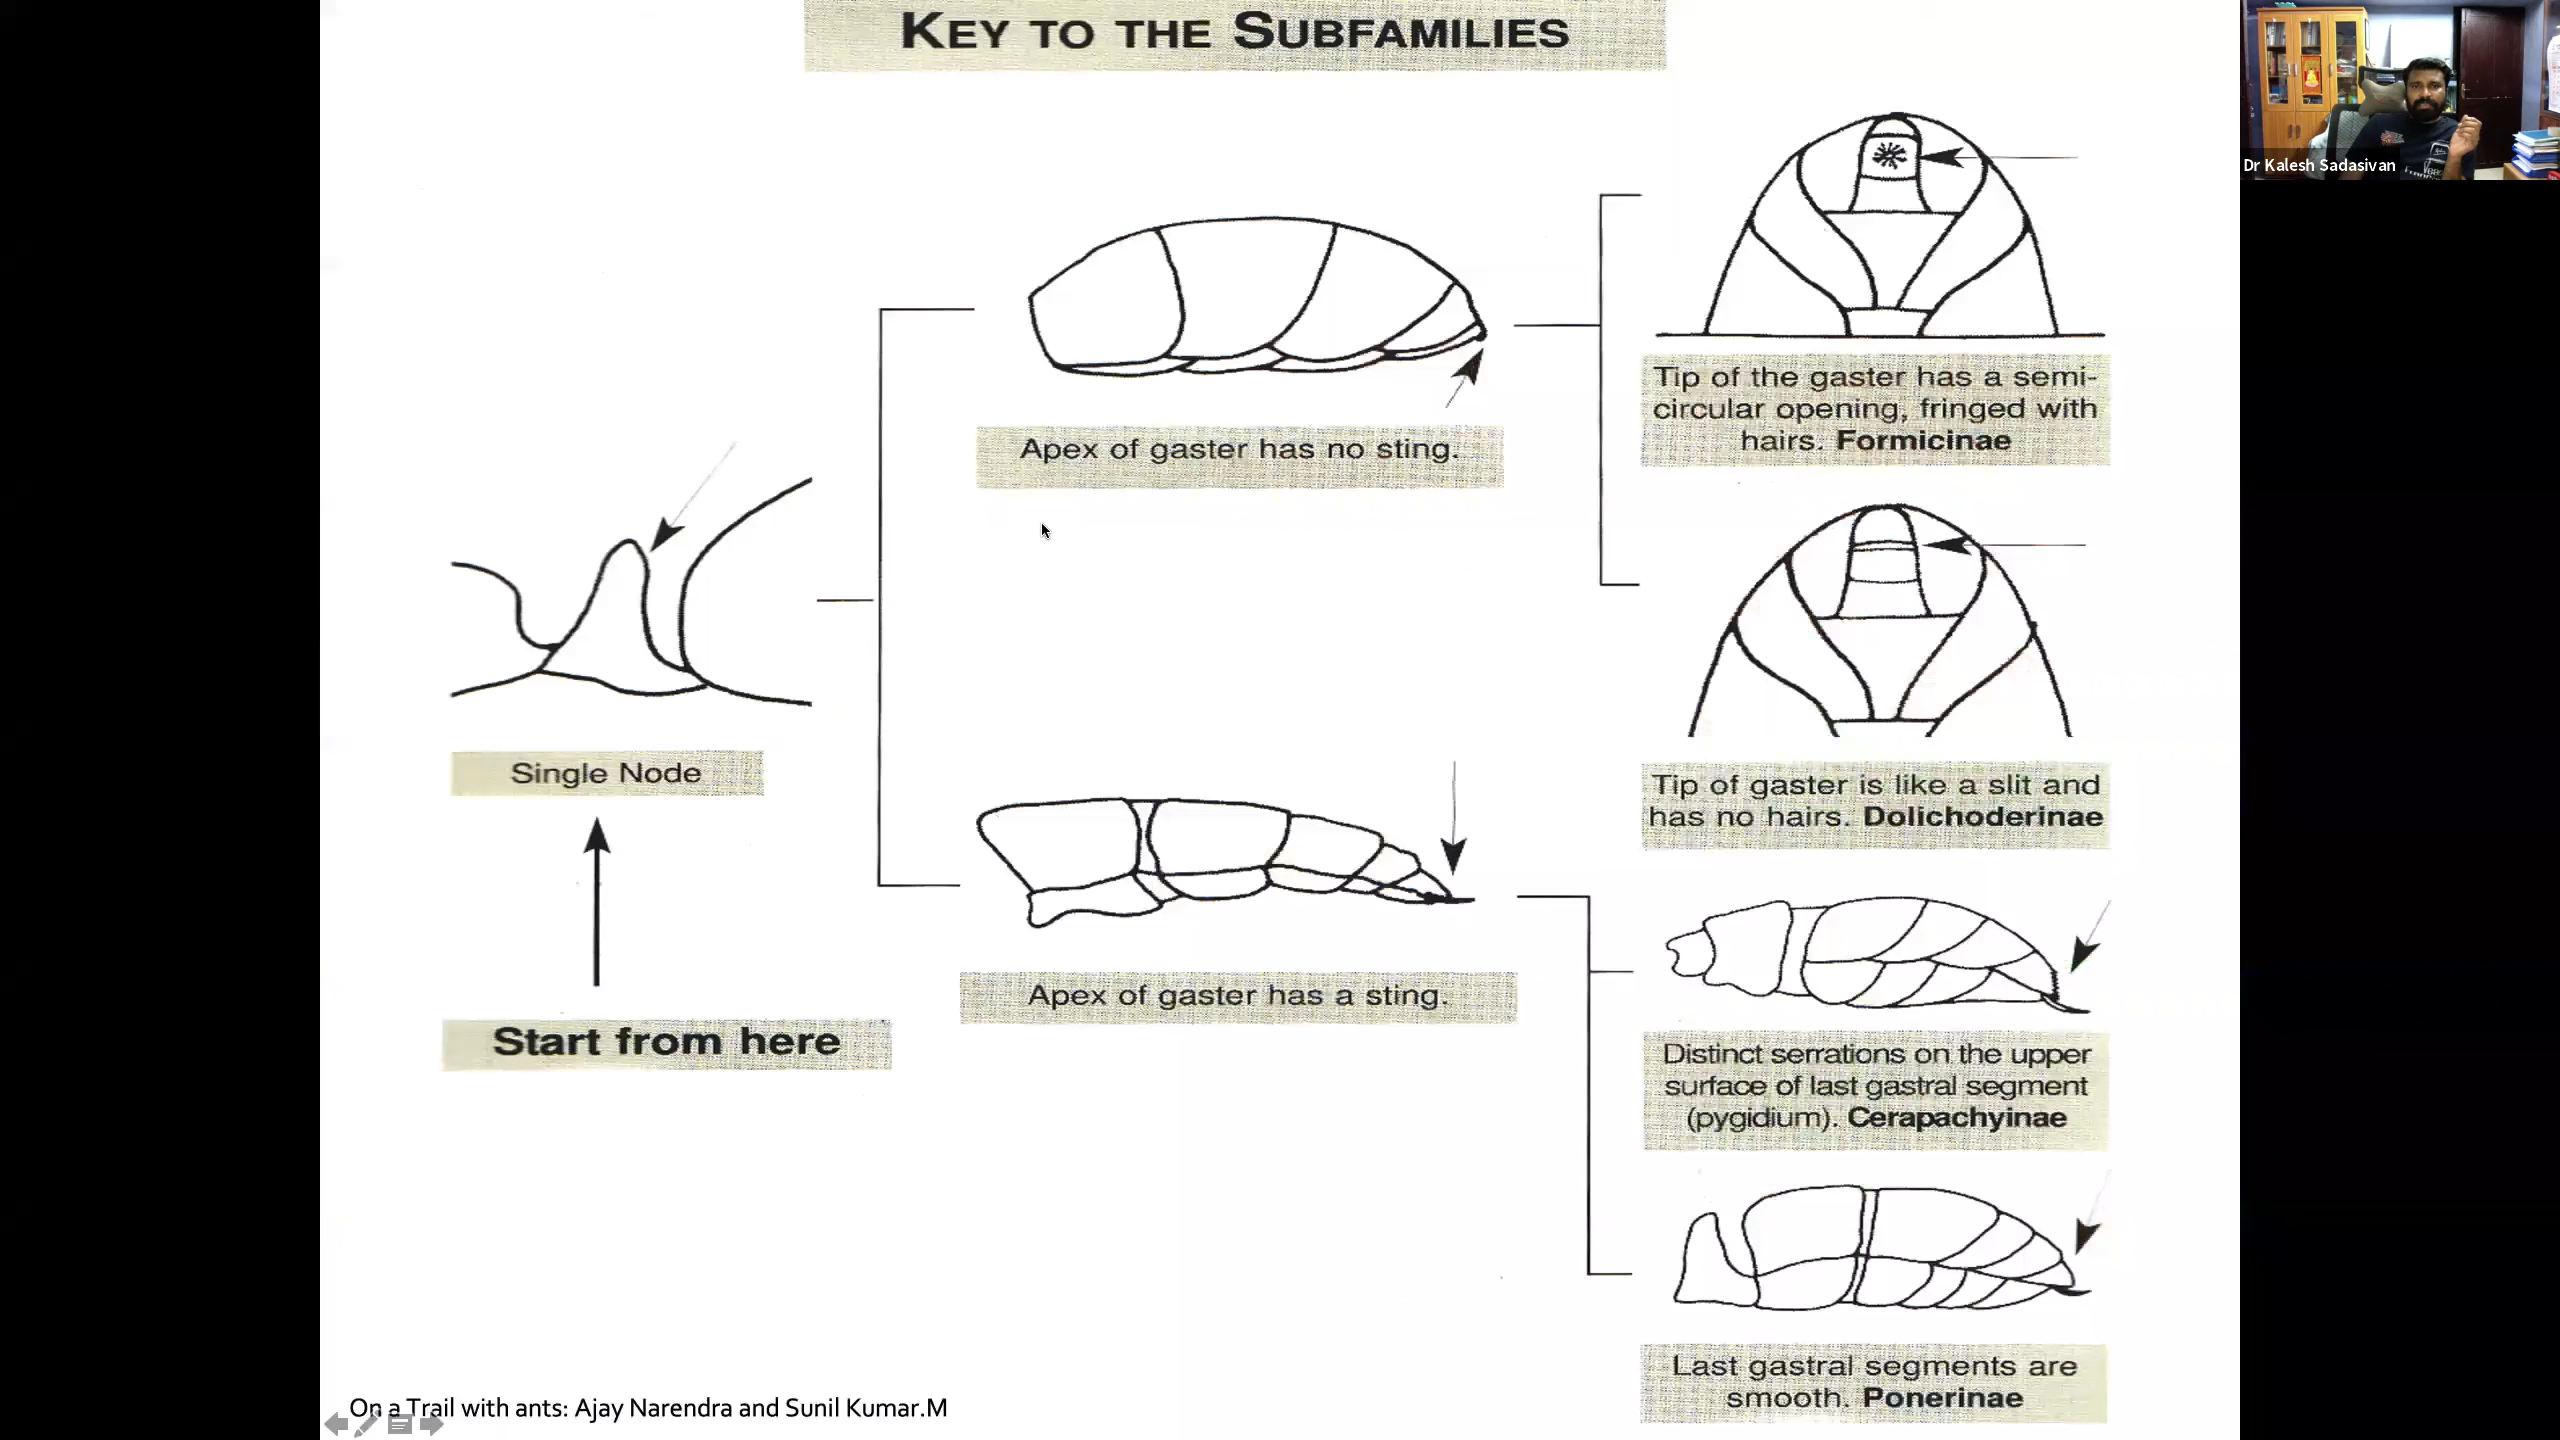 KEY TO THE SUBFAMILIES
Dr Kalesh Sadasivan
Tip of the gaster has a semi-
circular opening, fringed with
hairs. Formicinae
Apex of gaster has no sting.
Single Node
Tip of gaster is like a slit and
has no hairs. Dolichoderinae
Apex of gaster has a sting.
Start from here
Distinct serrations on the upper
surface of last gastral segment
(pygidium). Cerapachyinae
Last gastral segments are
smooth. Ponerinae
On a Trail with ants: Ajay Narendra and Sunil Kumar.M